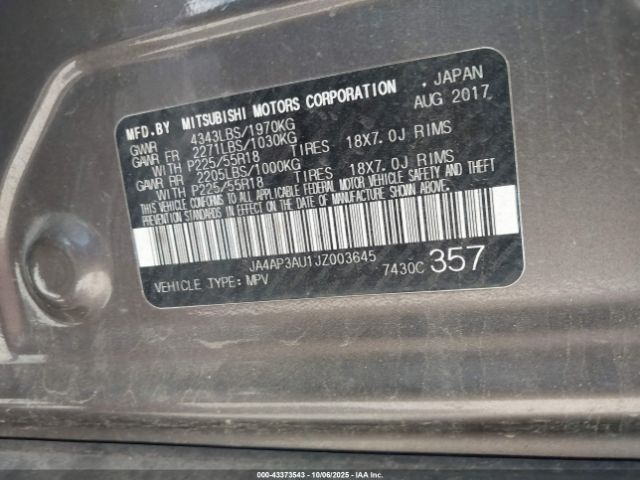 MFD.BY MITSUBISHI MOTORS CORPORATION , JAPAN
GVWR 4343LBS/1970KG AUG 2017
GAWR FR 2271LBS/1030KG
WITH P225/55R18 TIRES 18X7.0J RIMS
GAWR RR 2205LBS/1000KG
WITH P225/55R18 TIRES 18X7.0J RIMS
THIS VEHICLE CONFORMS TO ALL APPLICABLE FEDERAL MOTOR VEHICLE SAFETY AND THEFT
PREVENTION STANDARDS IN EFFECT ON THE DATE OF MANUFACTURE SHOWN ABOVE.
JA4AP3AU1JZ003645
VEHICLE TYPE: MPV 7430C 357
000-43373543 - 10/06/2025 - IAA Inc.